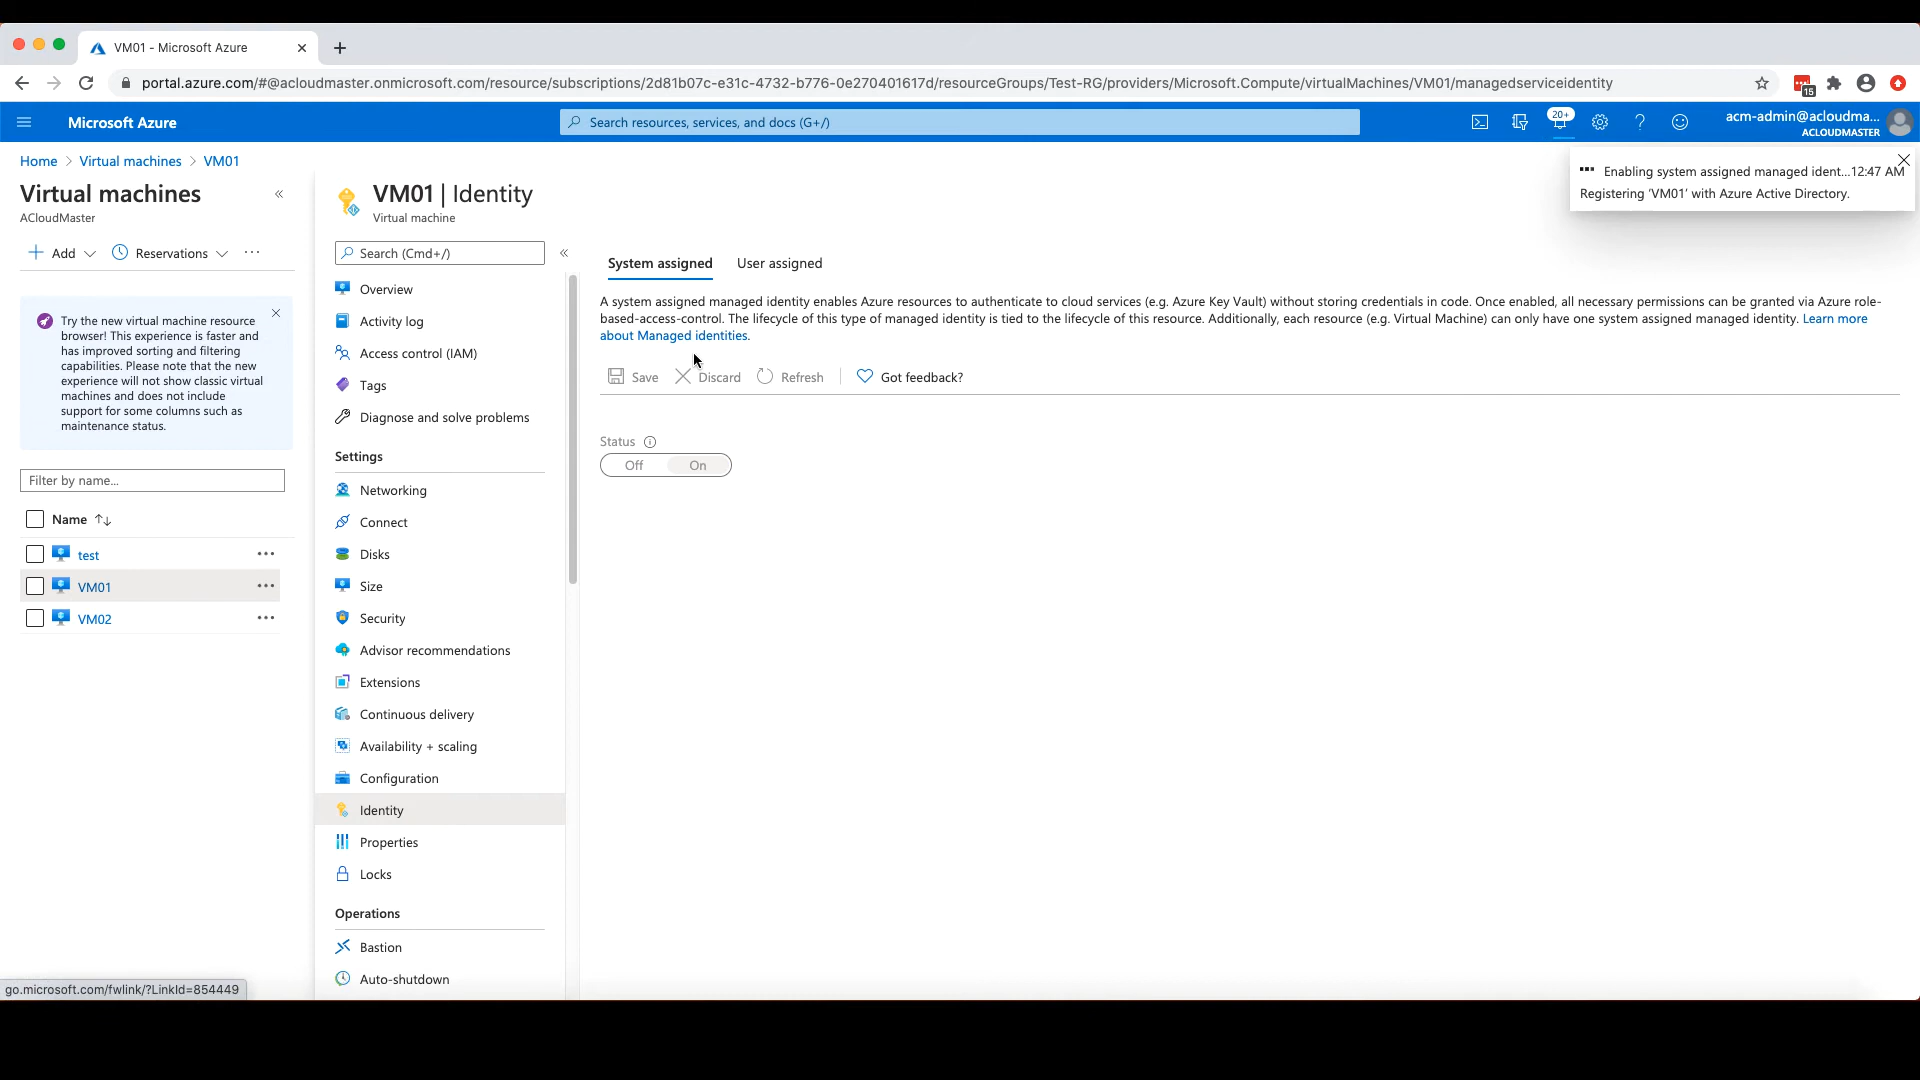 VM01 - Microsoft Azure
portal.azure.com/#@acloudmaster.onmicrosoft.com/resource/subscriptions/2d81b07c-e31c-4732-b776-0e270401617d/resourceGroups/Test-RG/providers/Microsoft.Compute/virtualMachines/VM01/managedserviceidentity
15
Microsoft Azure
Search resources, services, and docs (G+/)
20+
acm-admin@acloudma...
ACLOUDMASTER
Home > Virtual machines > VM01
Enabling system assigned managed ident...12:47 AM
Registering 'VM01' with Azure Active Directory.
Virtual machines
ACloudMaster
Add
Reservations
Try the new virtual machine resource
browser! This experience is faster and
has improved sorting and filtering
capabilities. Please note that the new
experience will not show classic virtual
machines and does not include
support for some columns such as
maintenance status.
Filter by name...
Name
test
VM01
VM02
VM01 | Identity
Virtual machine
Search (Cmd+/)
Overview
Activity log
Access control (IAM)
Tags
Diagnose and solve problems
Settings
Networking
Connect
Disks
Size
Security
Advisor recommendations
Extensions
Continuous delivery
Availability + scaling
Configuration
Identity
Properties
Locks
Operations
Bastion
Auto-shutdown
System assigned
User assigned
A system assigned managed identity enables Azure resources to authenticate to cloud services (e.g. Azure Key Vault) without storing credentials in code. Once enabled, all necessary permissions can be granted via Azure role-
based-access-control. The lifecycle of this type of managed identity is tied to the lifecycle of this resource. Additionally, each resource (e.g. Virtual Machine) can only have one system assigned managed identity. Learn more
about Managed identities.
Save
Discard
Refresh
Got feedback?
Status
Off
On
go.microsoft.com/fwlink/?LinkId=854449